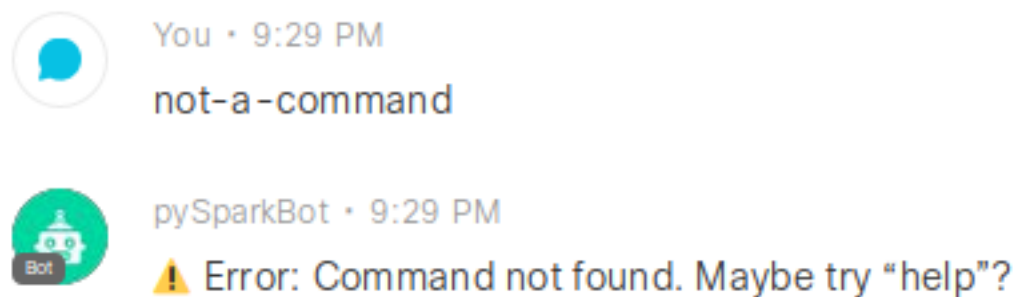 You • 9:29 PM
not-a-command
pySparkBot • 9:29 PM
Bot
⚠ Error: Command not found. Maybe try “help”?